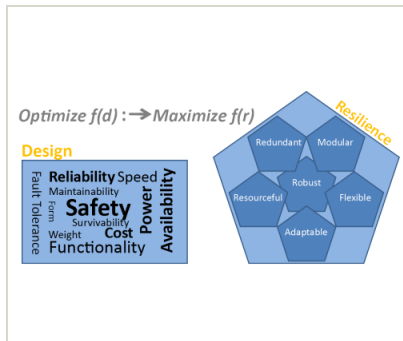 Optimize f(d) : → Maximize f(r)
Design
Fault Tolerance
Reliability Speed
Maintainability
Form
Safety
Survivability
Weight
Cost
Functionality
Power
Availability
Resilience
Redundant
Modular
Robust
Resourceful
Flexible
Adaptable